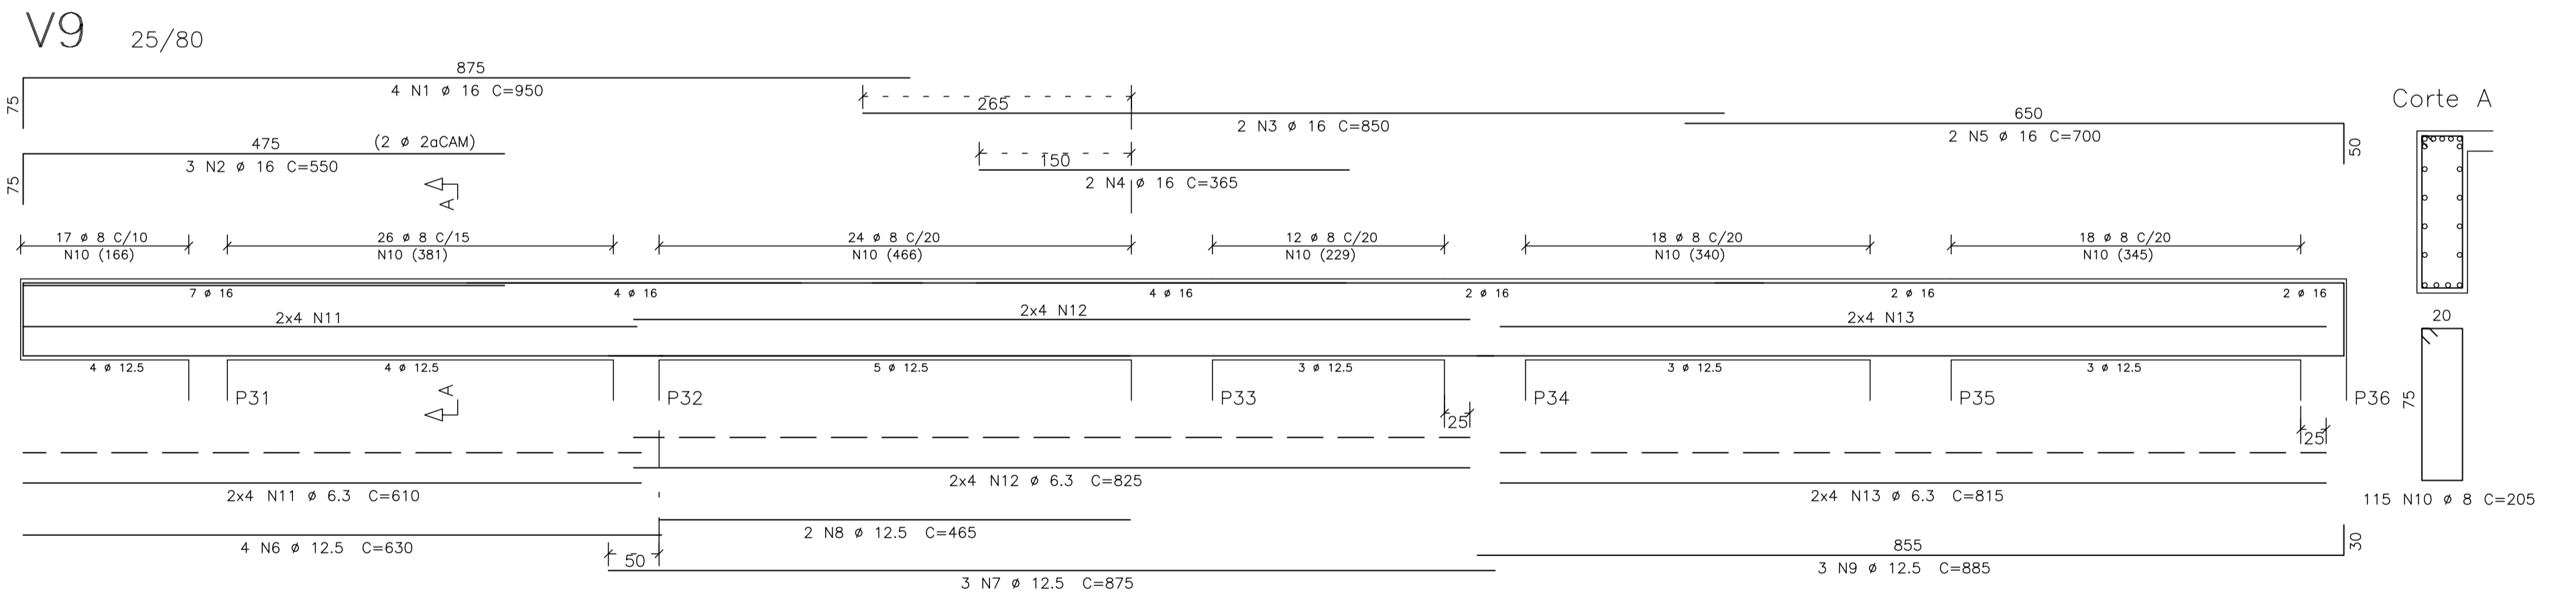 V9 25/80
875
4 N1 ø 16 C=950
75
265
2 N3 ø 16 C=850
650
2 N5 ø 16 C=700
50
Corte A
475 (2 ø 2aCAM)
3 N2 ø 16 C=550
75
150
2 N4 ø 16 C=365
A
17 ø 8 C/10
N10 (166)
26 ø 8 C/15
N10 (381)
24 ø 8 C/20
N10 (466)
12 ø 8 C/20
N10 (229)
18 ø 8 C/20
N10 (340)
18 ø 8 C/20
N10 (345)
7 ø 16
4 ø 16
4 ø 16
2 ø 16
2 ø 16
2 ø 16
2x4 N11
2x4 N12
2x4 N13
20
4 ø 12.5
4 ø 12.5
5 ø 12.5
3 ø 12.5
3 ø 12.5
3 ø 12.5
P31
A
P32
P33
P34
P35
P36
75
25
25
2x4 N11 ø 6.3 C=610
2x4 N12 ø 6.3 C=825
2x4 N13 ø 6.3 C=815
115 N10 ø 8 C=205
4 N6 ø 12.5 C=630
2 N8 ø 12.5 C=465
50
3 N7 ø 12.5 C=875
855
3 N9 ø 12.5 C=885
30